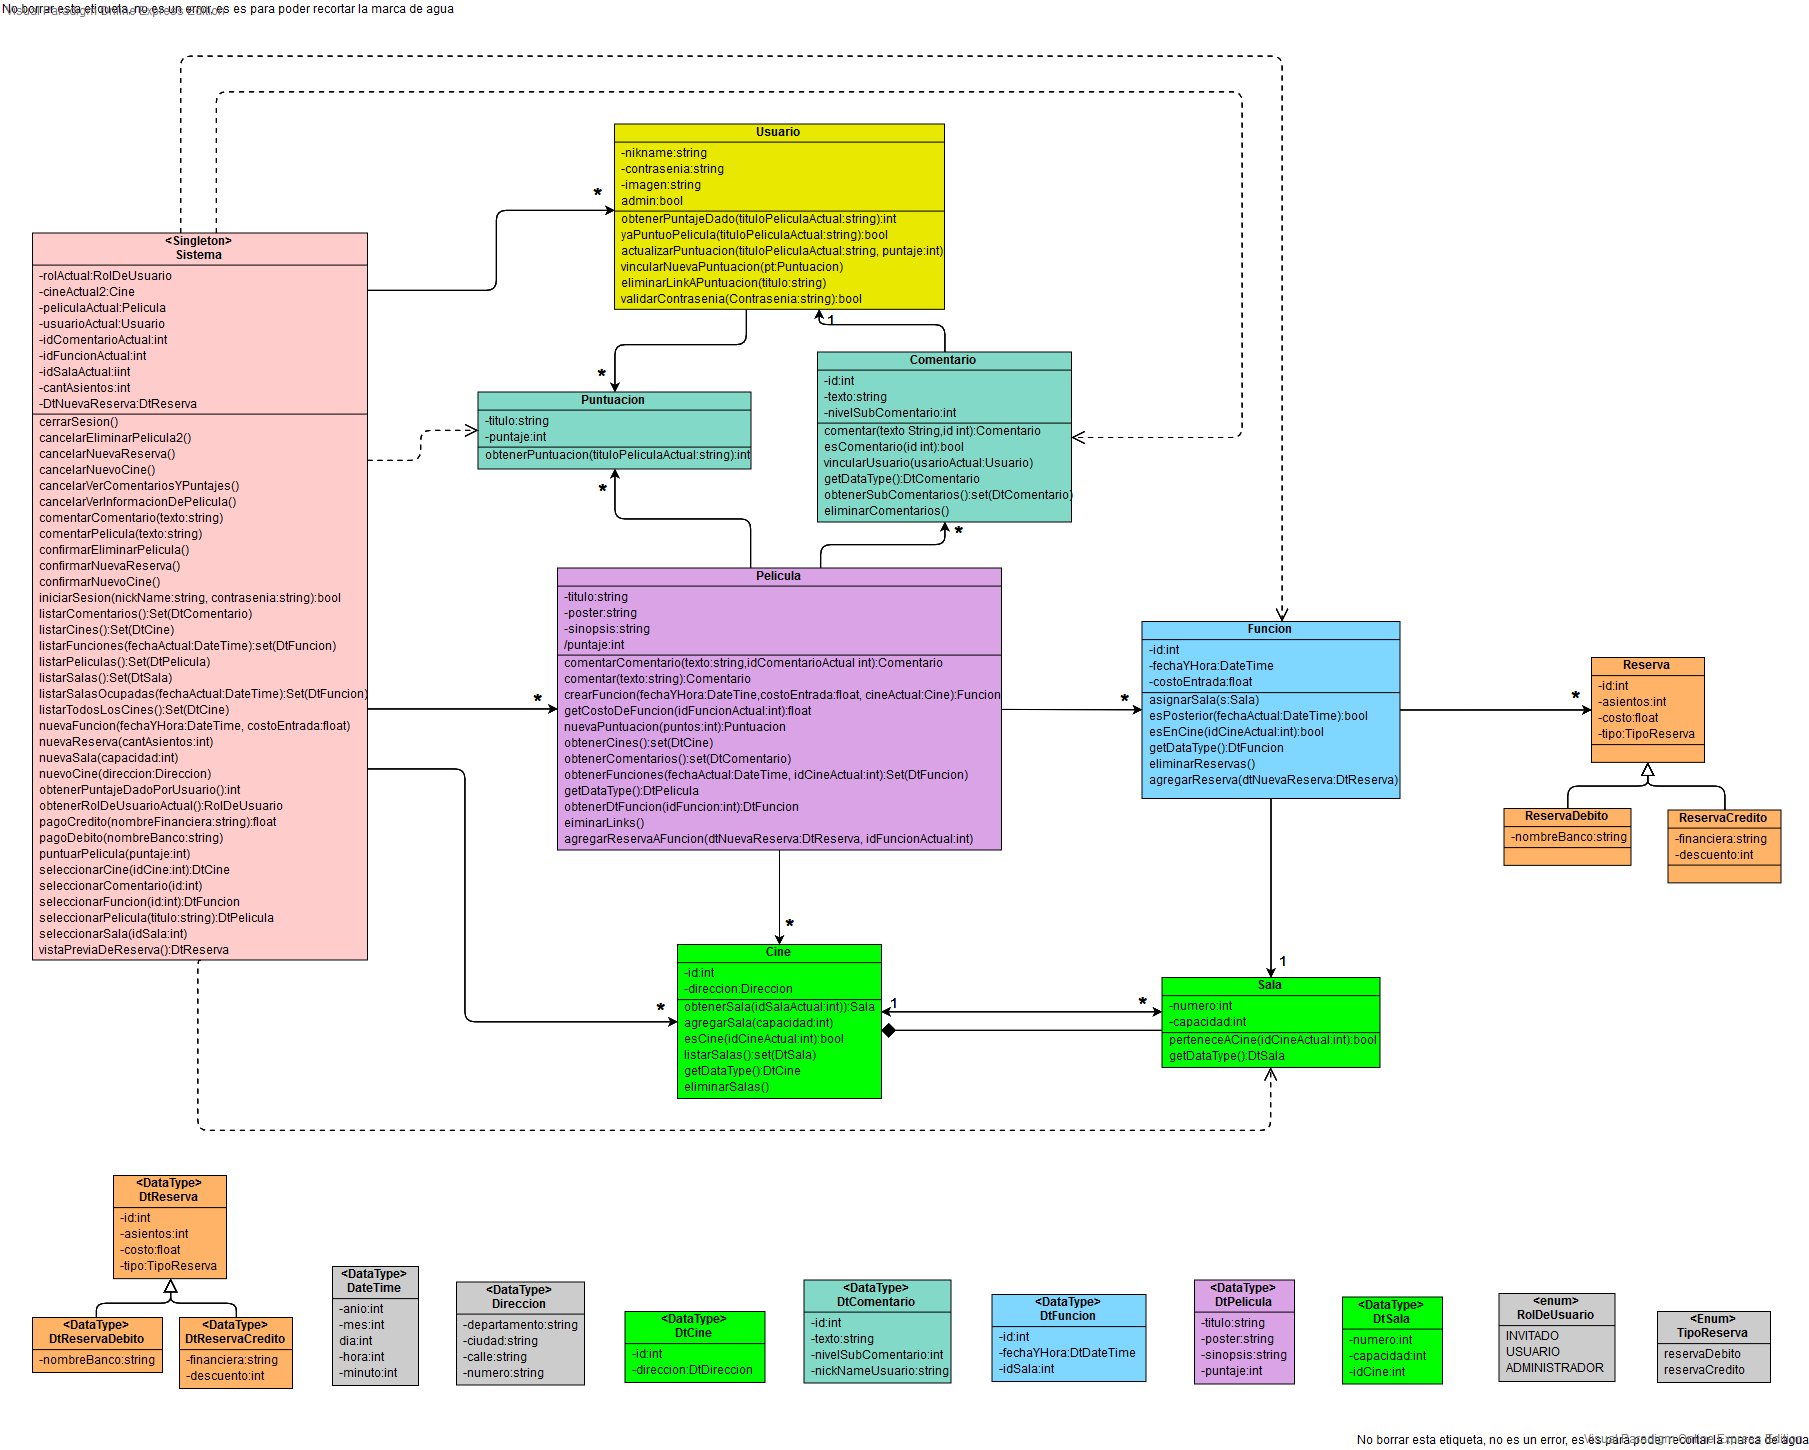 No borrar esta etiqueta, no es un error, es es para poder recortar la marca de agua
Usuario
-nikname:string
-contrasenia:string
-imagen:string
admin:bool
obtenerPuntajeDado(tituloPeliculaActual:string):int
yaPuntuoPelicula(tituloPeliculaActual:string):bool
actualizarPuntuacion(tituloPeliculaActual:string, puntaje:int)
vincularNuevaPuntuacion(pt:Puntuacion)
eliminarLinkAPuntuacion(titulo:string)
validarContrasenia(Contrasenia:string):bool
*
1
<Singleton>
Sistema
-rolActual:RolDeUsuario
-cineActual2:Cine
-peliculaActual:Pelicula
-usuarioActual:Usuario
-idComentarioActual:int
-idFuncionActual:int
-idSalaActual:iint
-cantAsientos:int
-DtNuevaReserva:DtReserva
cerrarSesion()
cancelarEliminarPelicula2()
cancelarNuevaReserva()
cancelarNuevoCine()
cancelarVerComentariosYPuntajes()
cancelarVerInformacionDePelicula()
comentarComentario(texto:string)
comentarPelicula(texto:string)
confirmarEliminarPelicula()
confirmarNuevaReserva()
confirmarNuevoCine()
iniciarSesion(nickName:string, contrasenia:string):bool
listarComentarios():Set(DtComentario)
listarCines():Set(DtCine)
listarFunciones(fechaActual:DateTime):set(DtFuncion)
listarPeliculas():Set(DtPelicula)
listarSalas():Set(DtSala)
listarSalasOcupadas(fechaActual:DateTime):Set(DtFuncion)
listarTodosLosCines():Set(DtCine)
nuevaFuncion(fechaYHora:DateTime, costoEntrada:float)
nuevaReserva(cantAsientos:int)
nuevaSala(capacidad:int)
nuevoCine(direccion:Direccion)
obtenerPuntajeDadoPorUsuario():int
obtenerRolDeUsuarioActual():RolDeUsuario
pagoCredito(nombreFinanciera:string):float
pagoDebito(nombreBanco:string)
puntuarPelicula(puntaje:int)
seleccionarCine(idCine:int):DtCine
seleccionarComentario(id:int)
seleccionarFuncion(id:int):DtFuncion
seleccionarPelicula(titulo:string):DtPelicula
seleccionarSala(idSala:int)
vistaPreviaDeReserva():DtReserva
*
Puntuacion
-titulo:string
-puntaje:int
obtenerPuntuacion(tituloPeliculaActual:string):int
*
Comentario
-id:int
-texto:string
-nivelSubComentario:int
comentar(texto String,id int):Comentario
esComentario(id int):bool
vincularUsuario(usarioActual:Usuario)
getDataType():DtComentario
obtenerSubComentarios():set(DtComentario)
eliminarComentarios()
*
Pelicula
-titulo:string
-poster:string
-sinopsis:string
/puntaje:int
comentarComentario(texto:string,idComentarioActual int):Comentario
comentar(texto:string):Comentario
crearFuncion(fechaYHora:DateTine,costoEntrada:float, cineActual:Cine):Funcion
getCostoDeFuncion(idFuncionActual:int):float
nuevaPuntuacion(puntos:int):Puntuacion
obtenerCines():set(DtCine)
obtenerComentarios():set(DtComentario)
obtenerFunciones(fechaActual:DateTime, idCineActual:int):Set(DtFuncion)
getDataType():DtPelicula
obtenerDtFuncion(idFuncion:int):DtFuncion
eiminarLinks()
agregarReservaAFuncion(dtNuevaReserva:DtReserva, idFuncionActual:int)
*
*
Funcion
-id:int
-fechaYHora:DateTime
-costoEntrada:float
asignarSala(s:Sala)
esPosterior(fechaActual:DateTime):bool
esEnCine(idCineActual:int):bool
getDataType():DtFuncion
eliminarReservas()
agregarReserva(dtNuevaReserva:DtReserva)
*
Reserva
-id:int
-asientos:int
-costo:float
-tipo:TipoReserva
ReservaDebito
-nombreBanco:string
ReservaCredito
-financiera:string
-descuento:int
*
*
Cine
-id:int
-direccion:Direccion
obtenerSala(idSalaActual:int)):Sala
agregarSala(capacidad:int)
esCine(idCineActual:int):bool
listarSalas():set(DtSala)
getDataType():DtCine
eliminarSalas()
1
*
1
Sala
-numero:int
-capacidad:int
perteneceACine(idCineActual:int):bool
getDataType():DtSala
<DataType>
DtReserva
-id:int
-asientos:int
-costo:float
-tipo:TipoReserva
<DataType>
DtReservaDebito
-nombreBanco:string
<DataType>
DtReservaCredito
-financiera:string
-descuento:int
<DataType>
DateTime
-anio:int
-mes:int
dia:int
-hora:int
-minuto:int
<DataType>
Direccion
-departamento:string
-ciudad:string
-calle:string
-numero:string
<DataType>
DtCine
-id:int
-direccion:DtDireccion
<DataType>
DtComentario
-id:int
-texto:string
-nivelSubComentario:int
-nickNameUsuario:string
<DataType>
DtFuncion
-id:int
-fechaYHora:DtDateTime
-idSala:int
<DataType>
DtPelicula
-titulo:string
-poster:string
-sinopsis:string
-puntaje:int
<DataType>
DtSala
-numero:int
-capacidad:int
-idCine:int
<enum>
RolDeUsuario
INVITADO
USUARIO
ADMINISTRADOR
<Enum>
TipoReserva
reservaDebito
reservaCredito
No borrar esta etiqueta, no es un error, es es para poder recortar la marca de agua
Visual Paradigm Online Express Edition